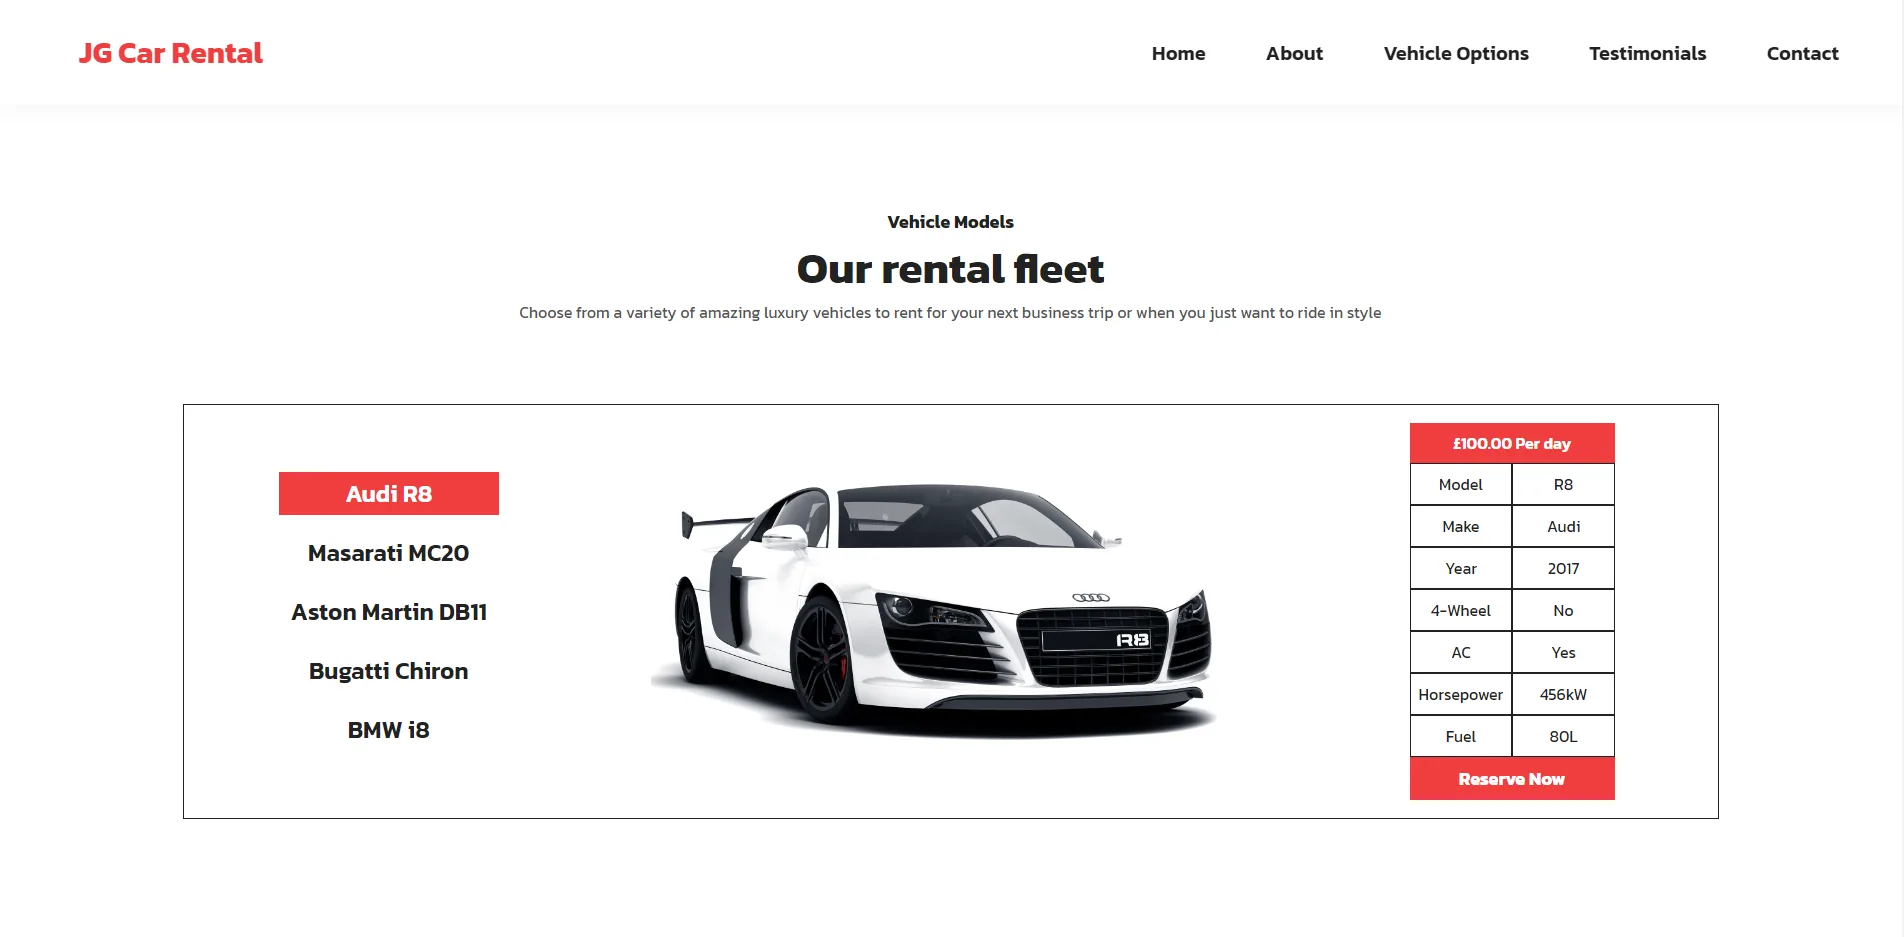 JG Car Rental
Home About Vehicle Options Testimonials Contact
Vehicle Models
Our rental fleet
Choose from a variety of amazing luxury vehicles to rent for your next business trip or when you just want to ride in style
Audi R8
Masarati MC20
Aston Martin DB11
Bugatti Chiron
BMW i8
R8
£100.00 Per day
Model R8
Make Audi
Year 2017
4-Wheel No
AC Yes
Horsepower 456kW
Fuel 80L
Reserve Now